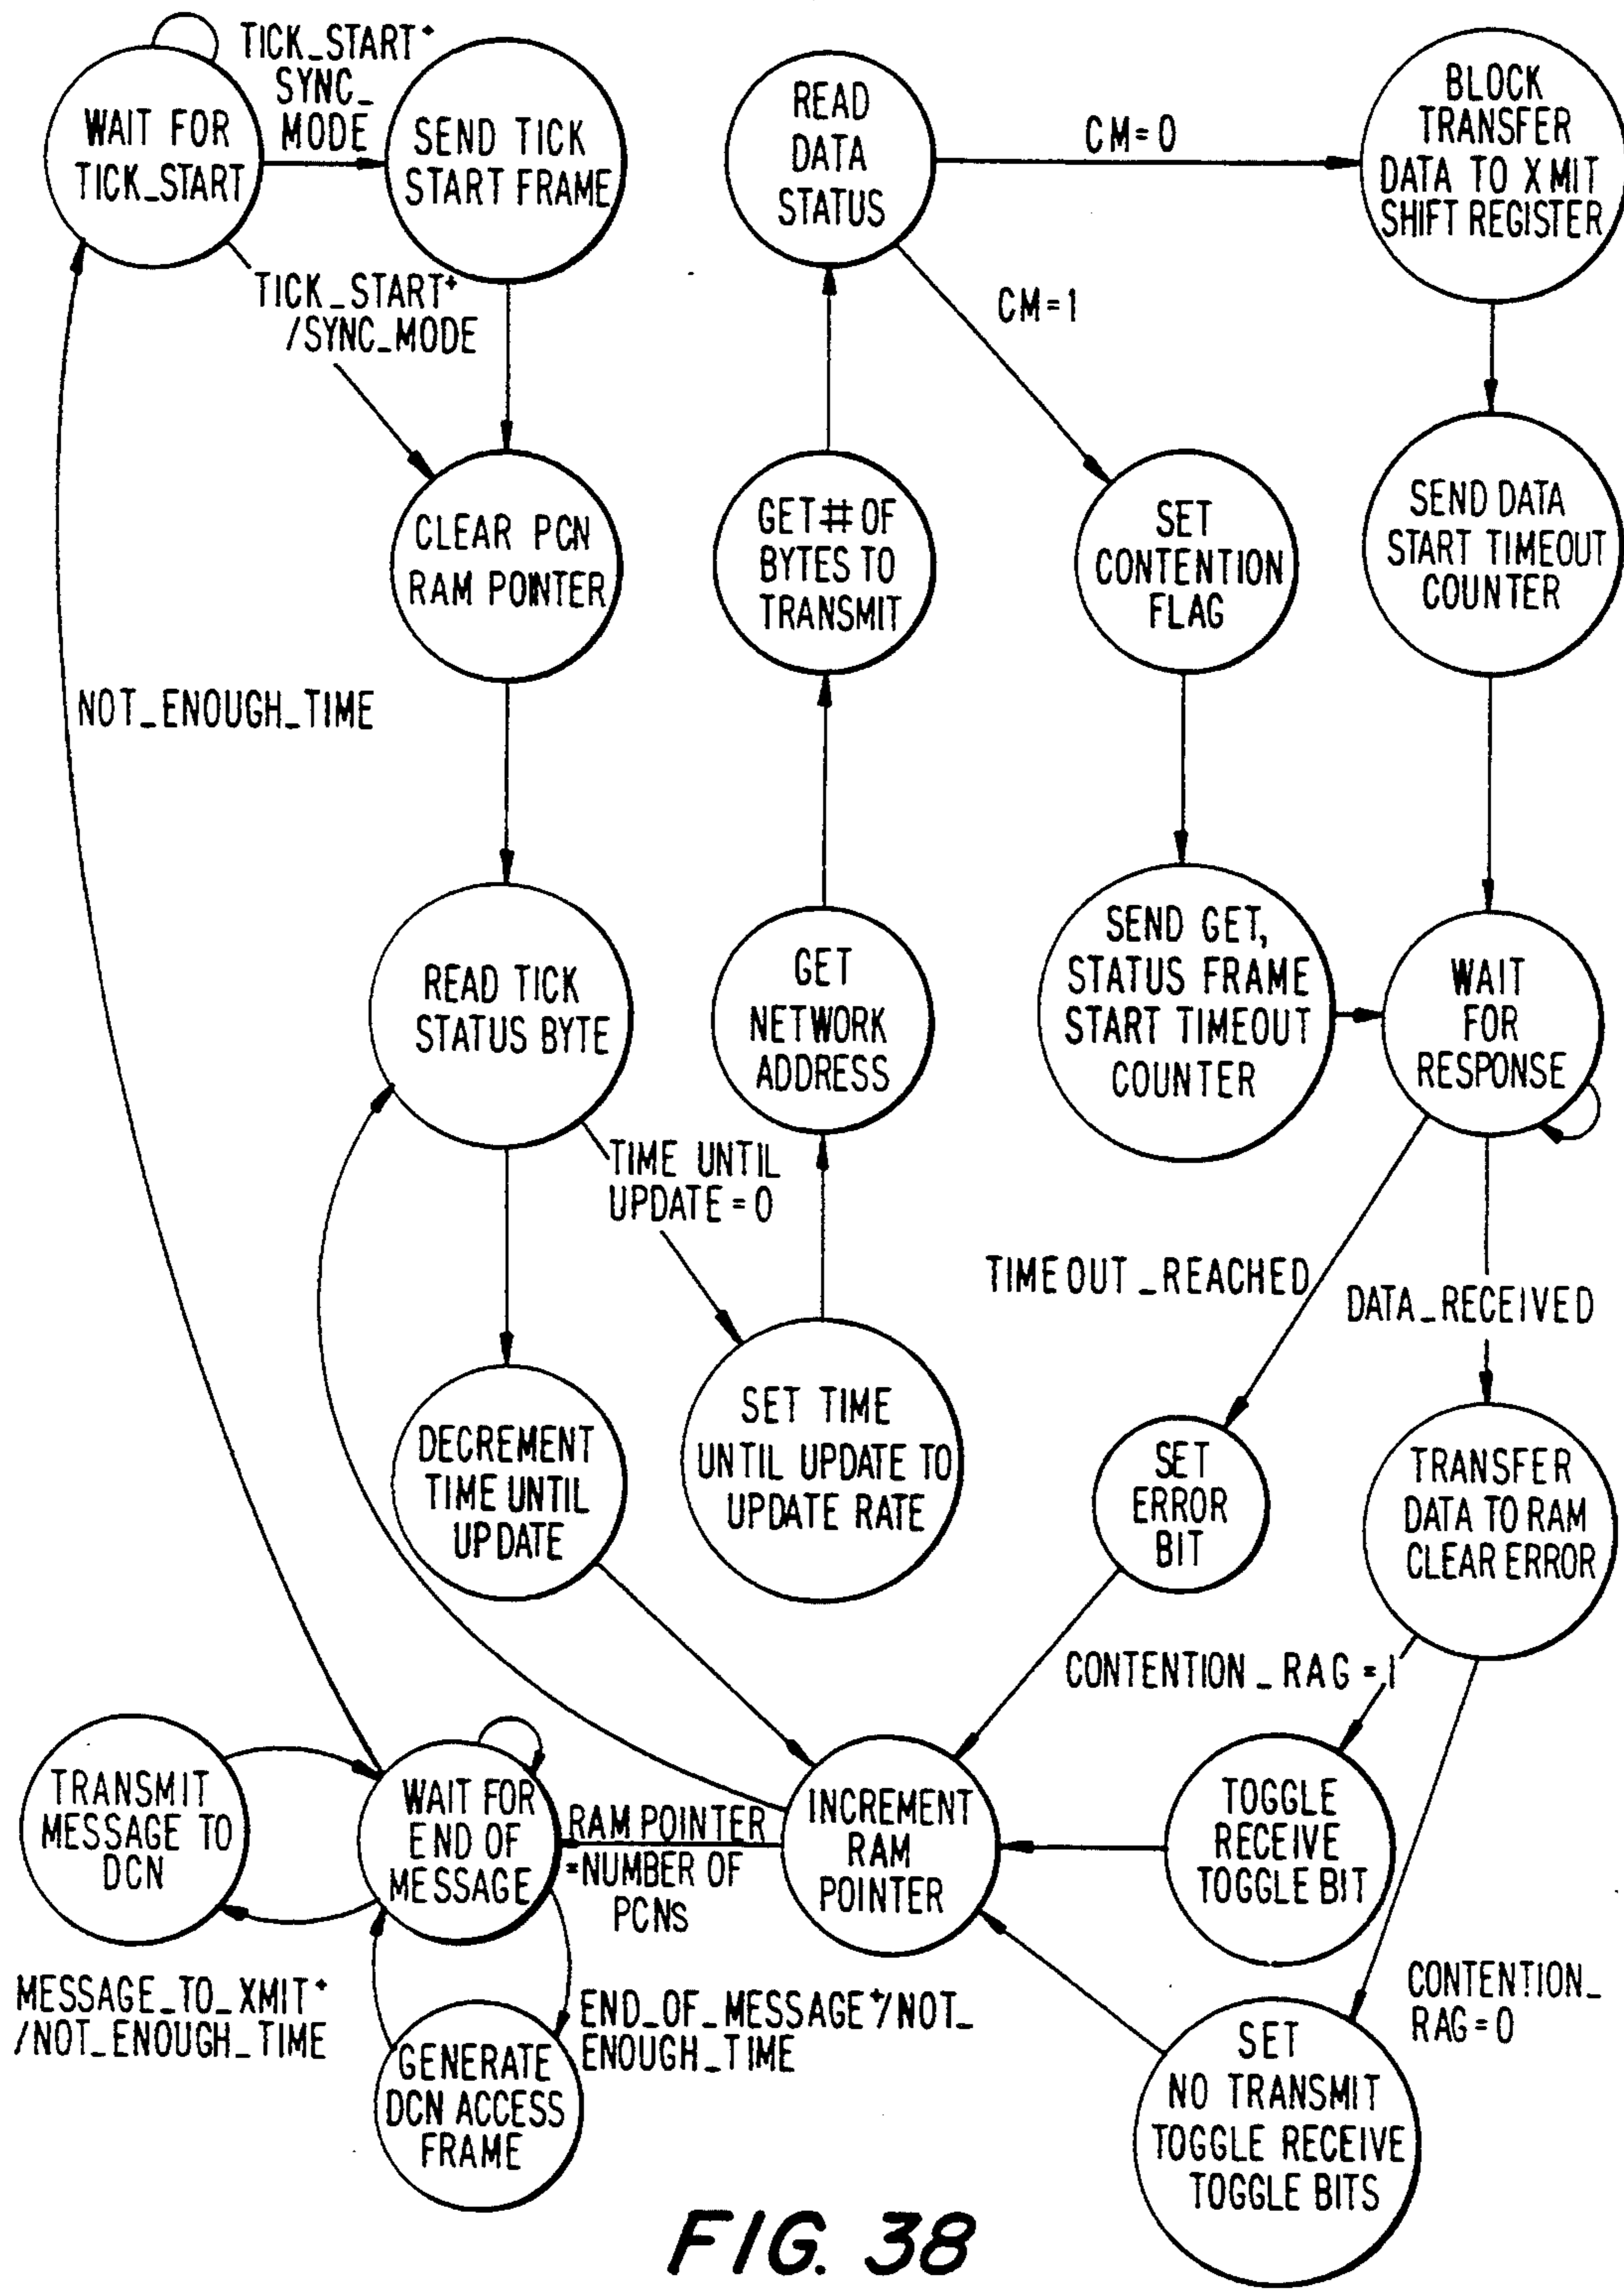 TICK_START*
SYNC_
MODE
WAIT FOR
TICK_START
SEND TICK
START FRAME
READ
DATA
STATUS
CM=0
BLOCK
TRANSFER
DATA TO XMIT
SHIFT REGISTER
TICK_START*
/SYNC_MODE
CM=1
CLEAR PCN
RAM POINTER
GET # OF
BYTES TO
TRANSMIT
SET
CONTENTION
FLAG
SEND DATA
START TIMEOUT
COUNTER
NOT_ENOUGH_TIME
READ TICK
STATUS BYTE
GET
NETWORK
ADDRESS
SEND GET,
STATUS FRAME
START TIMEOUT
COUNTER
WAIT
FOR
RESPONSE
TIME UNTIL
UPDATE=0
TIMEOUT_REACHED
DATA_RECEIVED
DECREMENT
TIME UNTIL
UPDATE
SET TIME
UNTIL UPDATE TO
UPDATE RATE
SET
ERROR
BIT
TRANSFER
DATA TO RAM
CLEAR ERROR
CONTENTION_RAG=1
TRANSMIT
MESSAGE TO
DCN
WAIT FOR
END OF
MESSAGE
RAM POINTER
=NUMBER OF
PCNS
INCREMENT
RAM
POINTER
TOGGLE
RECEIVE
TOGGLE BIT
MESSAGE_TO_XMIT*
/NOT_ENOUGH_TIME
END_OF_MESSAGE*/NOT_
ENOUGH_TIME
CONTENTION_
RAG=0
GENERATE
DCN ACCESS
FRAME
SET
NO TRANSMIT
TOGGLE RECEIVE
TOGGLE BITS
FIG. 38